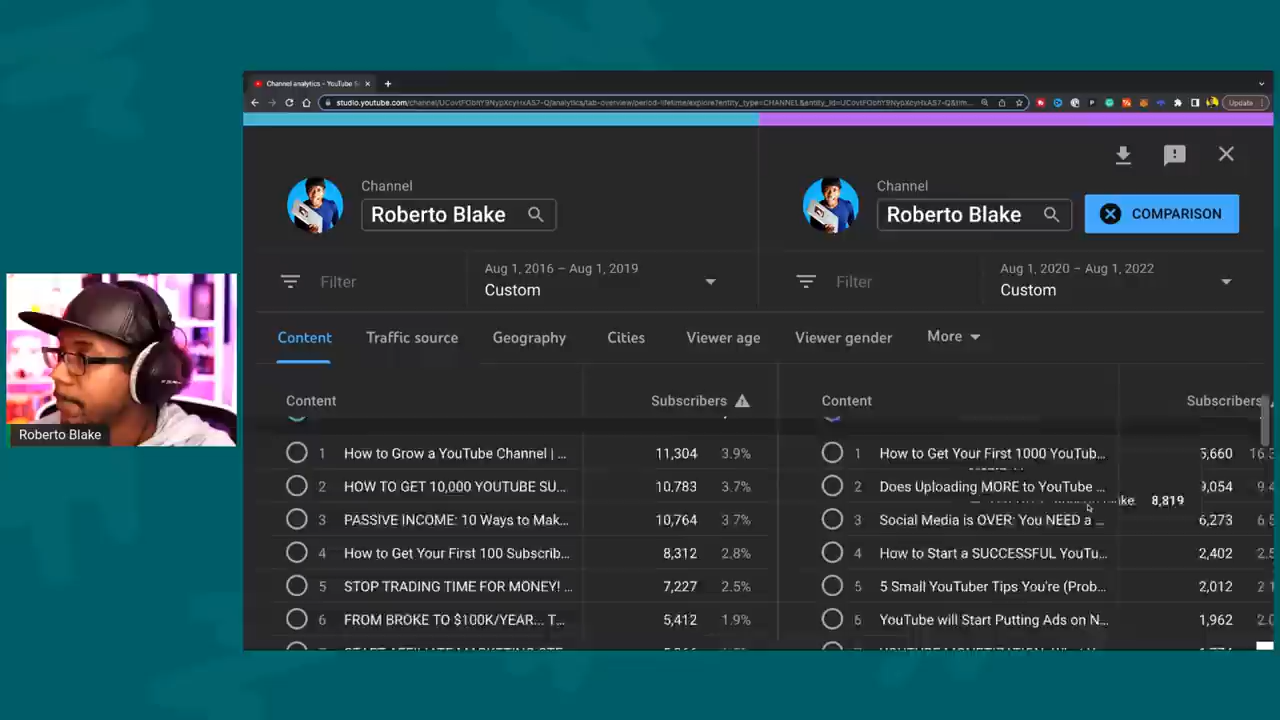 Channel analytics - YouTube S
Update
Channel
Roberto Blake
Channel
Roberto Blake
COMPARISON
Filter
Aug 1, 2016 – Aug 1, 2019
Custom
Filter
Aug 1, 2020 – Aug 1, 2022
Custom
Content
Traffic source
Geography
Cities
Viewer age
Viewer gender
More
Content
Subscribers
Content
Subscribers
1 How to Grow a YouTube Channel | ... 11,304 3.9%
1 How to Get Your First 1000 YouTub... 5,660
2 HOW TO GET 10,000 YOUTUBE SU... 10,783 3.7%
2 Does Uploading MORE to YouTube ... 9,054
8,819
3 PASSIVE INCOME: 10 Ways to Mak... 10,764 3.7%
3 Social Media is OVER: You NEED a ... 6,273
4 How to Get Your First 100 Subscrib... 8,312 2.8%
4 How to Start a SUCCESSFUL YouTu... 2,402
5 STOP TRADING TIME FOR MONEY! ... 7,227 2.5%
5 5 Small YouTuber Tips You're (Prob... 2,012
6 FROM BROKE TO $100K/YEAR... T... 5,412 1.9%
6 YouTube will Start Putting Ads on N... 1,962
Roberto Blake